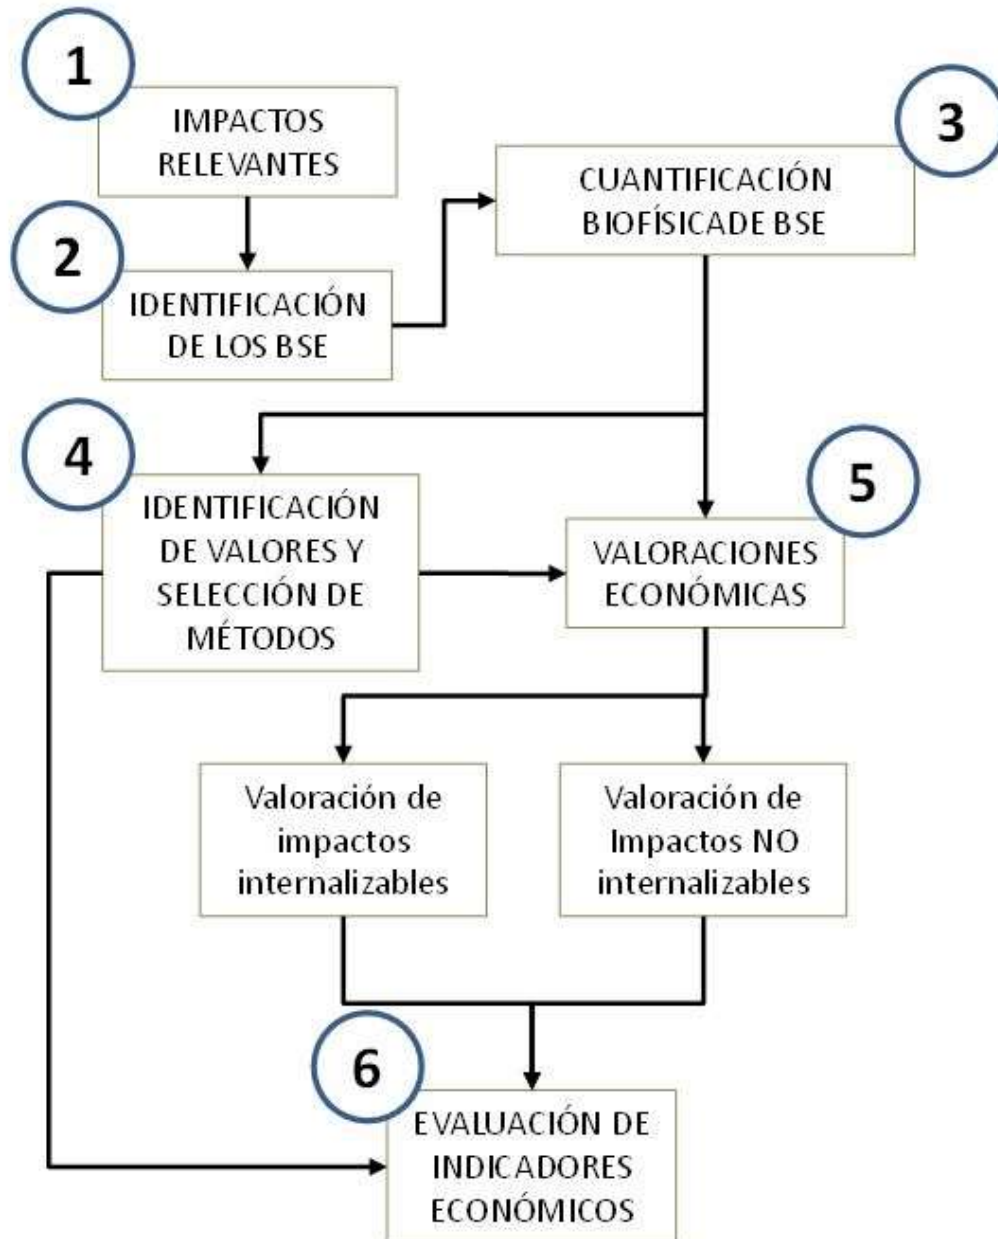 1
IMPACTOS
RELEVANTES
2
IDENTIFICACIÓN
DE LOS BSE
3
CUANTIFICACIÓN
BIOFÍSICADE BSE
4
IDENTIFICACIÓN
DE VALORES Y
SELECCIÓN DE
MÉTODOS
5
VALORACIONES
ECONÓMICAS
Valoración de
impactos
internalizables
Valoración de
Impactos NO
internalizables
6
EVALUACIÓN DE
INDICADORES
ECONÓMICOS